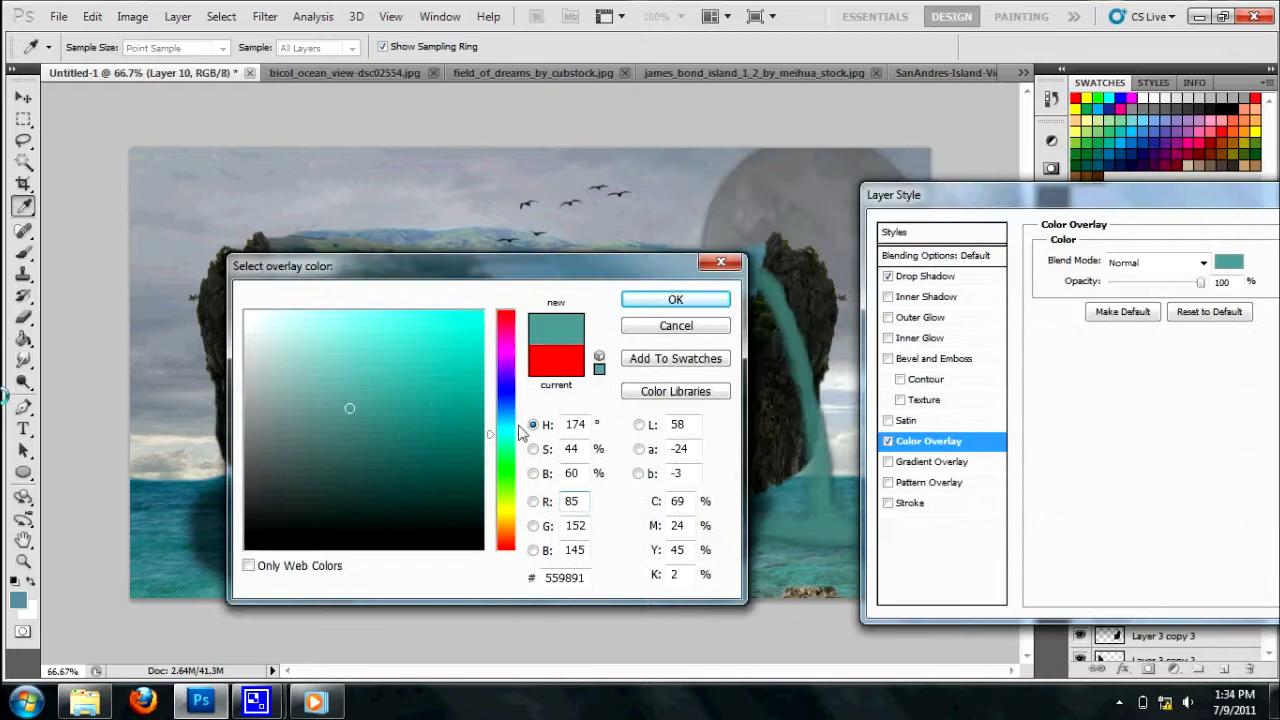 Ps
File Edit Image Layer Select Filter Analysis 3D View Window Help
Br Mb 100% ESSENTIALS DESIGN PAINTING >> CS Live
Sample Size: Point Sample Sample: All Layers Show Sampling Ring
Untitled-1 @ 66.7% (Layer 10, RGB/8) * × bicol_ocean_view-dsc02554.jpg × field_of_dreams_by_cubstock.jpg × james_bond_island_1_2_by_meihua_stock.jpg × SanAndres-Island-Vi >>
SWATCHES STYLES INFO
Layer Style
Styles
Blending Options: Default
Drop Shadow
Inner Shadow
Outer Glow
Inner Glow
Bevel and Emboss
Contour
Texture
Satin
Color Overlay
Gradient Overlay
Pattern Overlay
Stroke
Color Overlay
Color
Blend Mode: Normal
Opacity: 100 %
Make Default Reset to Default
Select overlay color:
new
current
OK
Cancel
Add To Swatches
Color Libraries
H: 174 ° L: 58
S: 44 % a: -24
B: 60 % b: -3
R: 85 C: 69 %
G: 152 M: 24 %
B: 145 Y: 45 %
# 559891 K: 2 %
Only Web Colors
Layer 3 copy 3
66.67% Doc: 2.64M/41.3M
Ps
1:34 PM
7/9/2011